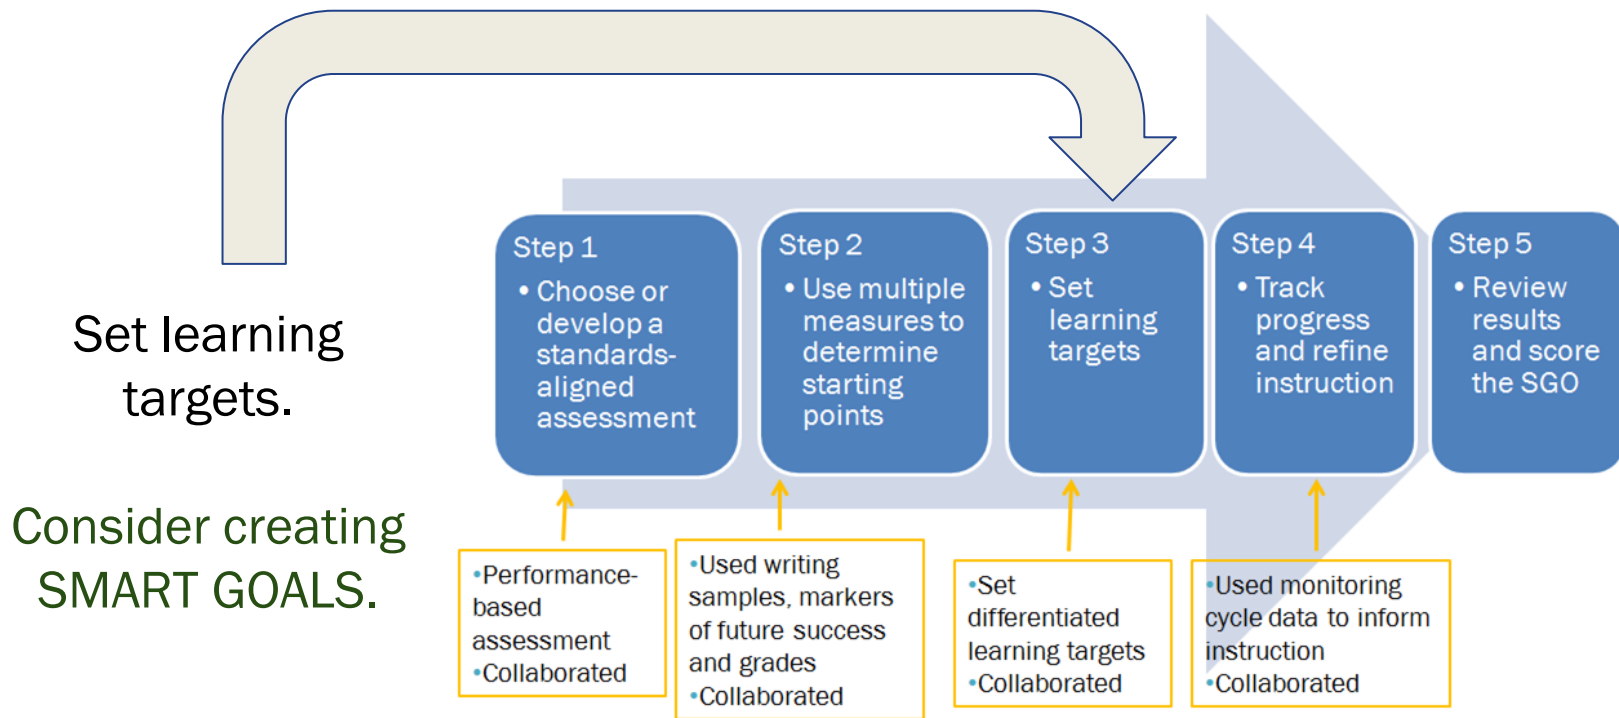 Set learning
targets.
Consider creating
SMART GOALS.
Step 1
• Choose or
develop a
standards-
aligned
assessment
Step 2
• Use multiple
measures to
determine
starting
points
Step 3
• Set
learning
targets
Step 4
• Track
progress
and refine
instruction
Step 5
• Review
results
and score
the SGO
•Performance-
based
assessment
•Collaborated
•Used writing
samples, markers
of future success
and grades
•Collaborated
•Set
differentiated
learning targets
•Collaborated
•Used monitoring
cycle data to inform
instruction
•Collaborated